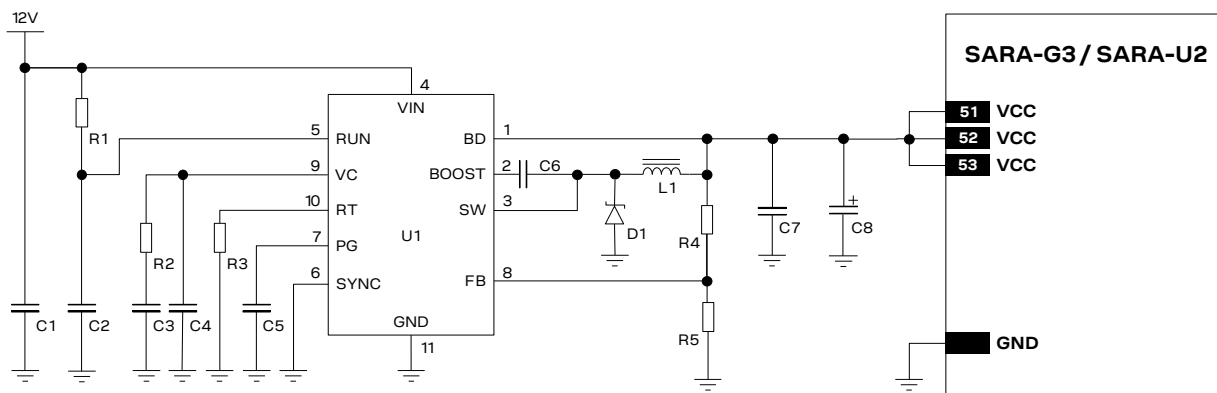 12V
SARA-G3 / SARA-U2
4
VIN
51 VCC
R1
5 RUN
BD 1
52 VCC
9 VC
BOOST 2
C6
53 VCC
L1
10 RT
SW 3
U1
D1
R4
C7
C8
R2
R3
7 PG
6 SYNC
FB 8
C1
C2
C3
C4
C5
GND
R5
GND
11